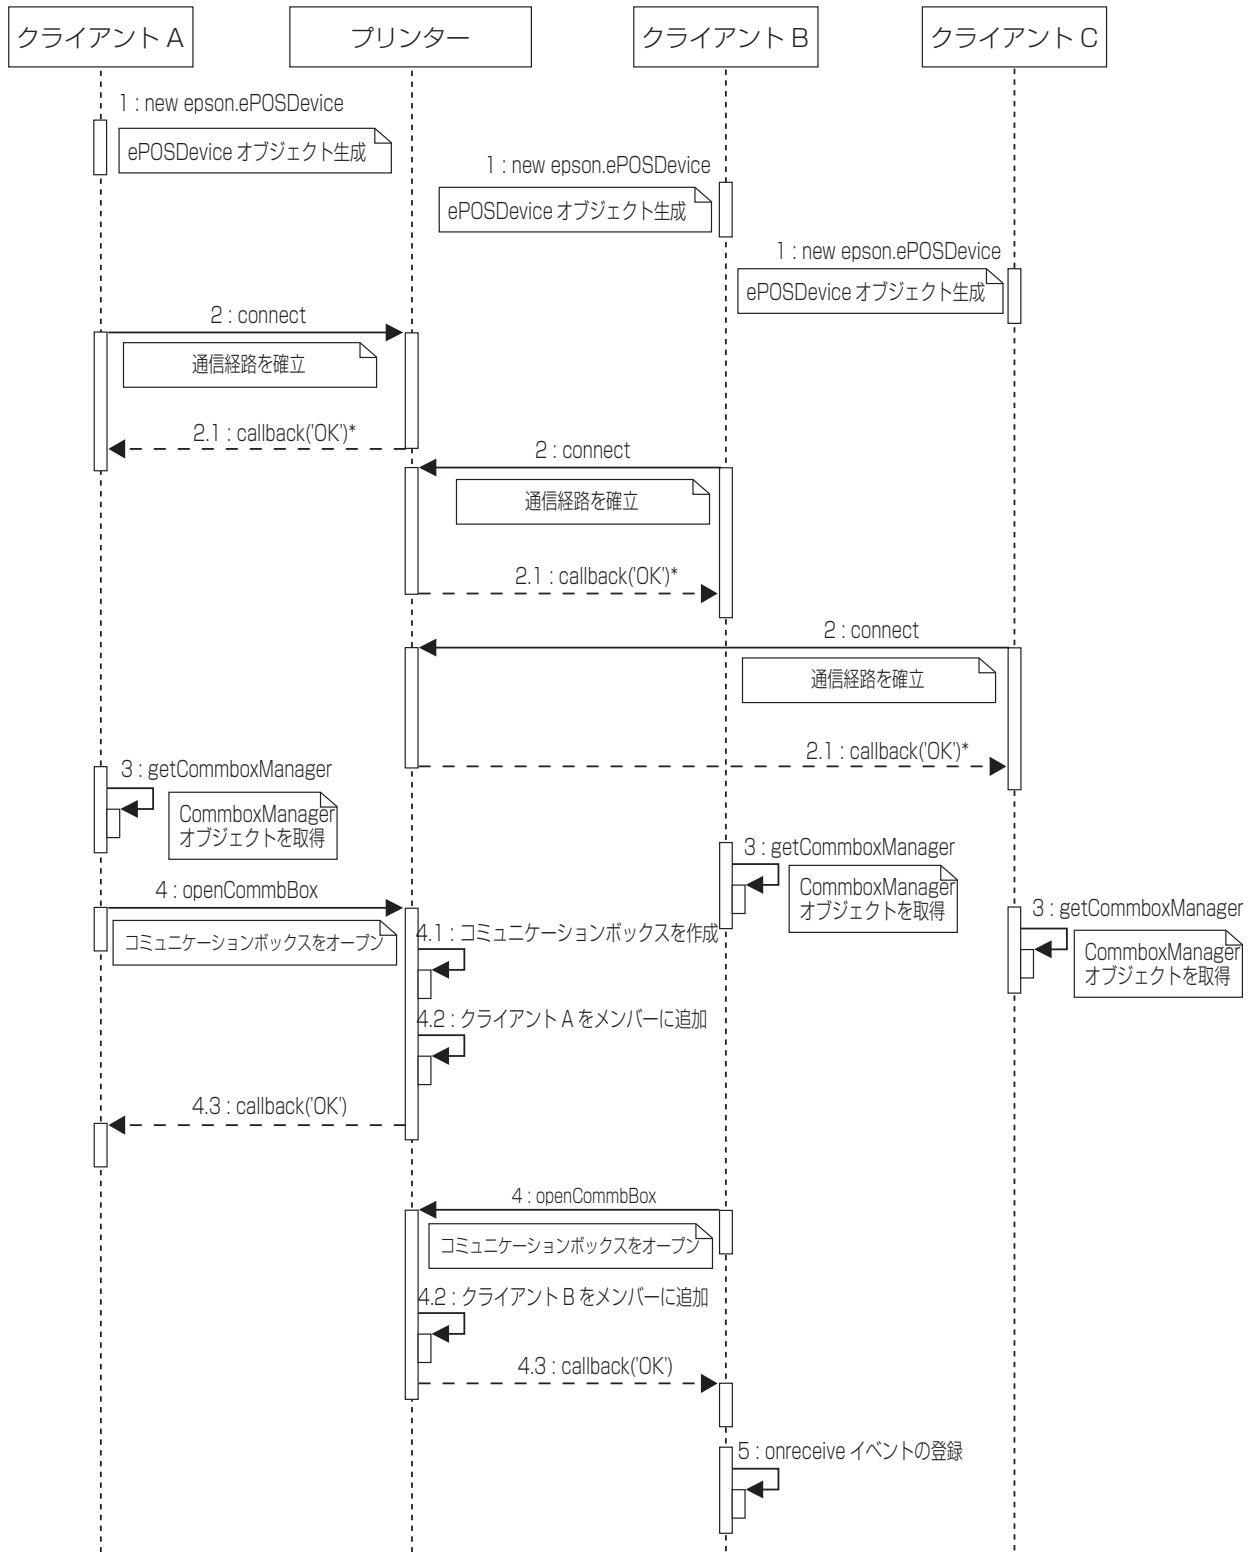 クライアント A
プリンター
クライアント B
クライアント C
1 : new epson.ePOSDevice
ePOSDevice オブジェクト生成
1 : new epson.ePOSDevice
ePOSDevice オブジェクト生成
1 : new epson.ePOSDevice
ePOSDevice オブジェクト生成
2 : connect
通信経路を確立
2.1 : callback('OK')*
2 : connect
通信経路を確立
2.1 : callback('OK')*
2 : connect
通信経路を確立
2.1 : callback('OK')*
3 : getCommboxManager
CommboxManager
オブジェクトを取得
3 : getCommboxManager
CommboxManager
オブジェクトを取得
3 : getCommboxManager
CommboxManager
オブジェクトを取得
4 : openCommbBox
コミュニケーションボックスをオープン
4.1 : コミュニケーションボックスを作成
4.2 : クライアント A をメンバーに追加
4.3 : callback('OK')
4 : openCommbBox
コミュニケーションボックスをオープン
4.2 : クライアント B をメンバーに追加
4.3 : callback('OK')
5 : onreceive イベントの登録